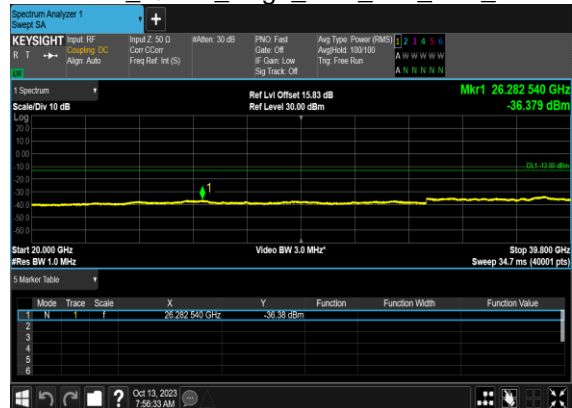 Spectrum Analyzer 1
Swept SA
+
KEYSIGHT Input: RF Input Z: 50 Ω #Atten: 30 dB PNO: Fast Avg Type: Power (RMS) 1 2 3 4 5 6
R T Coupling: DC Corr CCorr Gate: Off Avg|Hold: 100/100 A W W W W W
Align: Auto Freq Ref: Int (S) IF Gain: Low Trig: Free Run
Sig Track: Off A N N N N N
1 Spectrum Ref Lvl Offset 15.83 dB Mkr1 26.282 540 GHz
Scale/Div 10 dB Ref Level 30.00 dBm -36.379 dBm
Log
20.0
10.0
0.00
-10.0 DL1 -13.00 dBm
-20.0
-30.0 1
-40.0
-50.0
-60.0
Start 20.000 GHz Video BW 3.0 MHz* Stop 39.800 GHz
#Res BW 1.0 MHz Sweep 34.7 ms (40001 pts)
5 Marker Table
Mode Trace Scale X Y Function Function Width Function Value
1 N 1 f 26.282 540 GHz -36.38 dBm
2
3
4
5
6
? Oct 13, 2023
7:56:33 AM